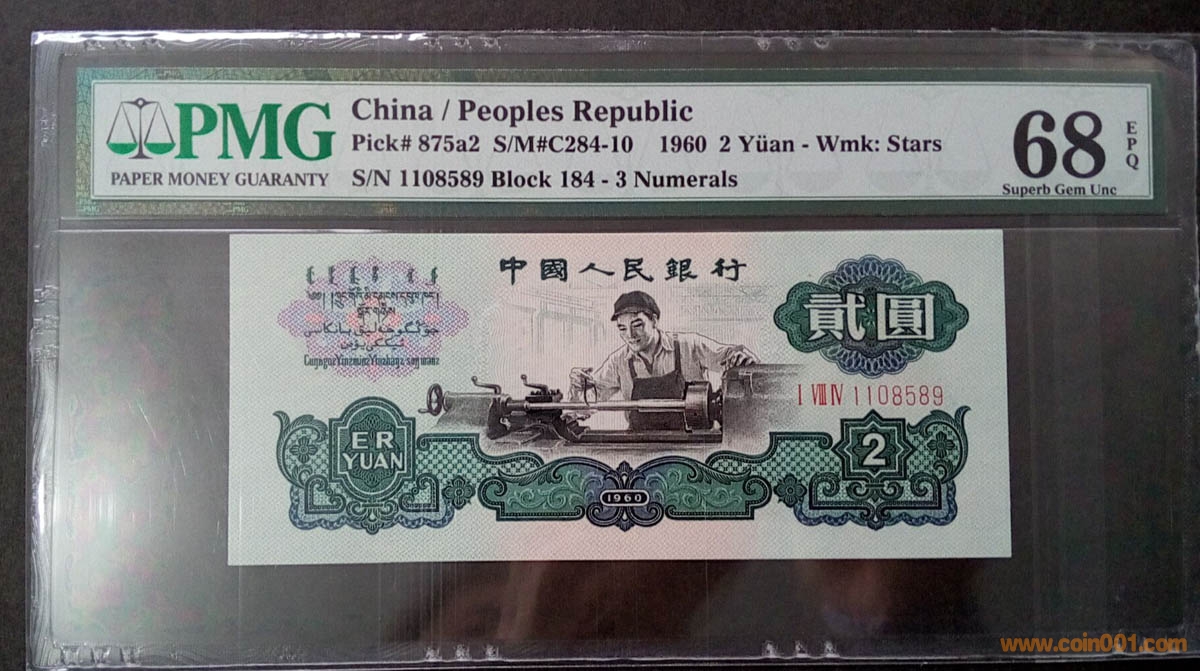 PMG
PAPER MONEY GUARANTY
China / Peoples Republic
Pick# 875a2 S/M#C284-10 1960 2 Yüan - Wmk: Stars
S/N 1108589 Block 184 - 3 Numerals
68
EPQ
Superb Gem Unc
中國人民銀行
貳圓
I VIII IV 1108589
ER
YUAN
2
1960
www.coin001.com